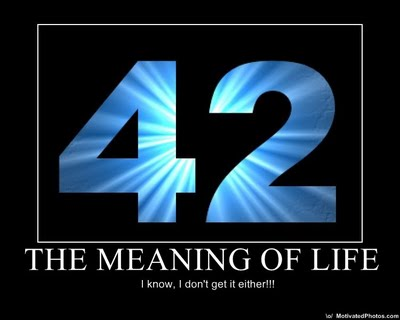 42
THE MEANING OF LIFE
I know, I don't get it either!!!
\o/ MotivatedPhotos.com